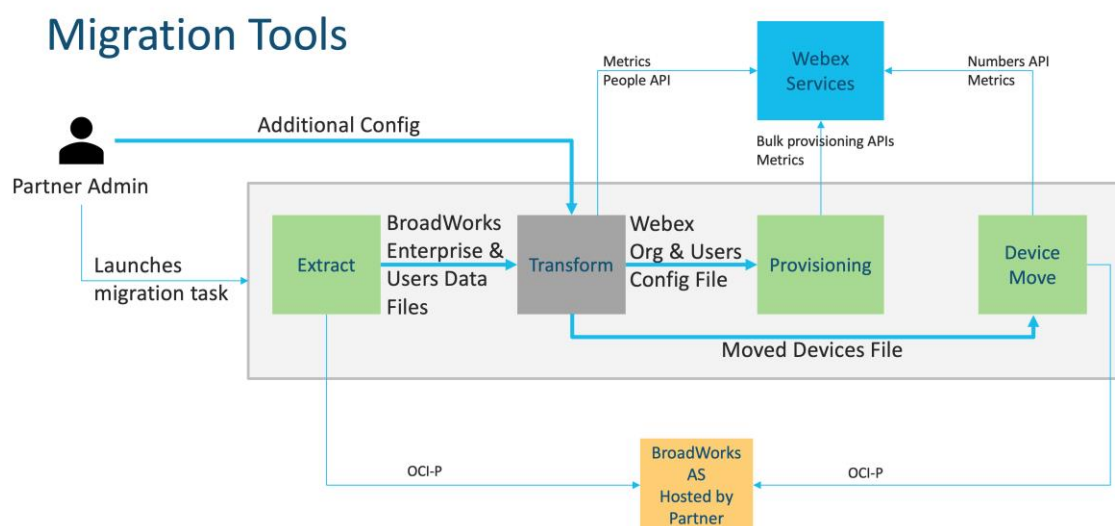 Migration Tools
Metrics
People API
Webex
Services
Numbers API
Metrics
Additional Config
Bulk provisioning APIs
Metrics
Partner Admin
Launches
migration task
Extract
BroadWorks
Enterprise &
Users Data
Files
Transform
Webex
Org & Users
Config File
Provisioning
Device
Move
Moved Devices File
OCI-P
BroadWorks
AS
Hosted by
Partner
OCI-P